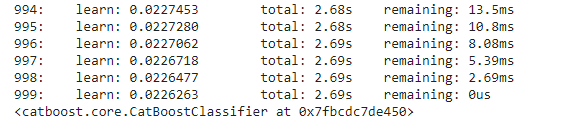 994: learn: 0.0227453 total: 2.68s remaining: 13.5ms
995: learn: 0.0227280 total: 2.68s remaining: 10.8ms
996: learn: 0.0227062 total: 2.69s remaining: 8.08ms
997: learn: 0.0226718 total: 2.69s remaining: 5.39ms
998: learn: 0.0226477 total: 2.69s remaining: 2.69ms
999: learn: 0.0226263 total: 2.69s remaining: 0us
<catboost.core.CatBoostClassifier at 0x7fbcdc7de450>